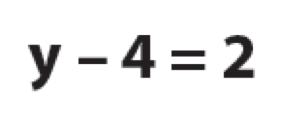 y – 4 = 2